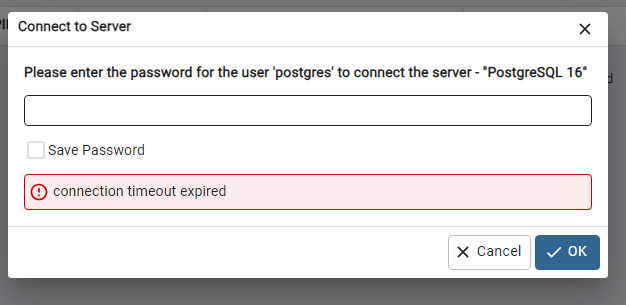 Connect to Server
Please enter the password for the user 'postgres' to connect the server - "PostgreSQL 16"
Save Password
connection timeout expired
Cancel
OK